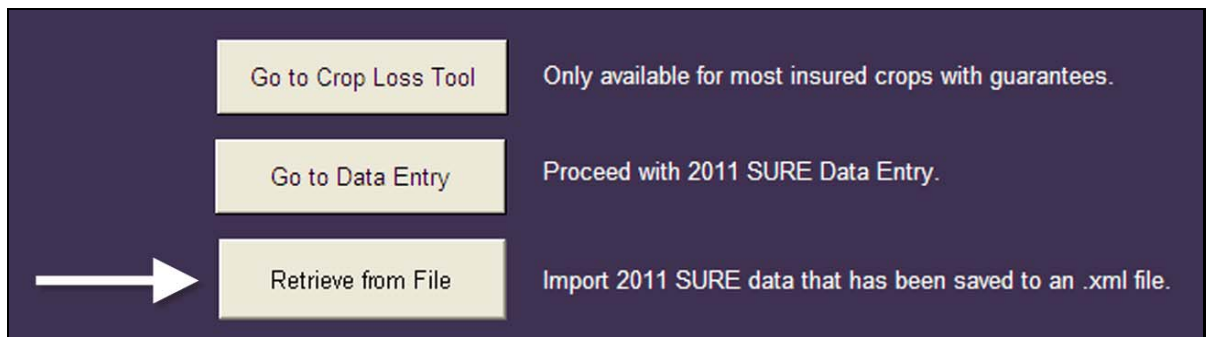 Go to Crop Loss Tool Only available for most insured crops with guarantees.
Go to Data Entry Proceed with 2011 SURE Data Entry.
Retrieve from File Import 2011 SURE data that has been saved to an .xml file.